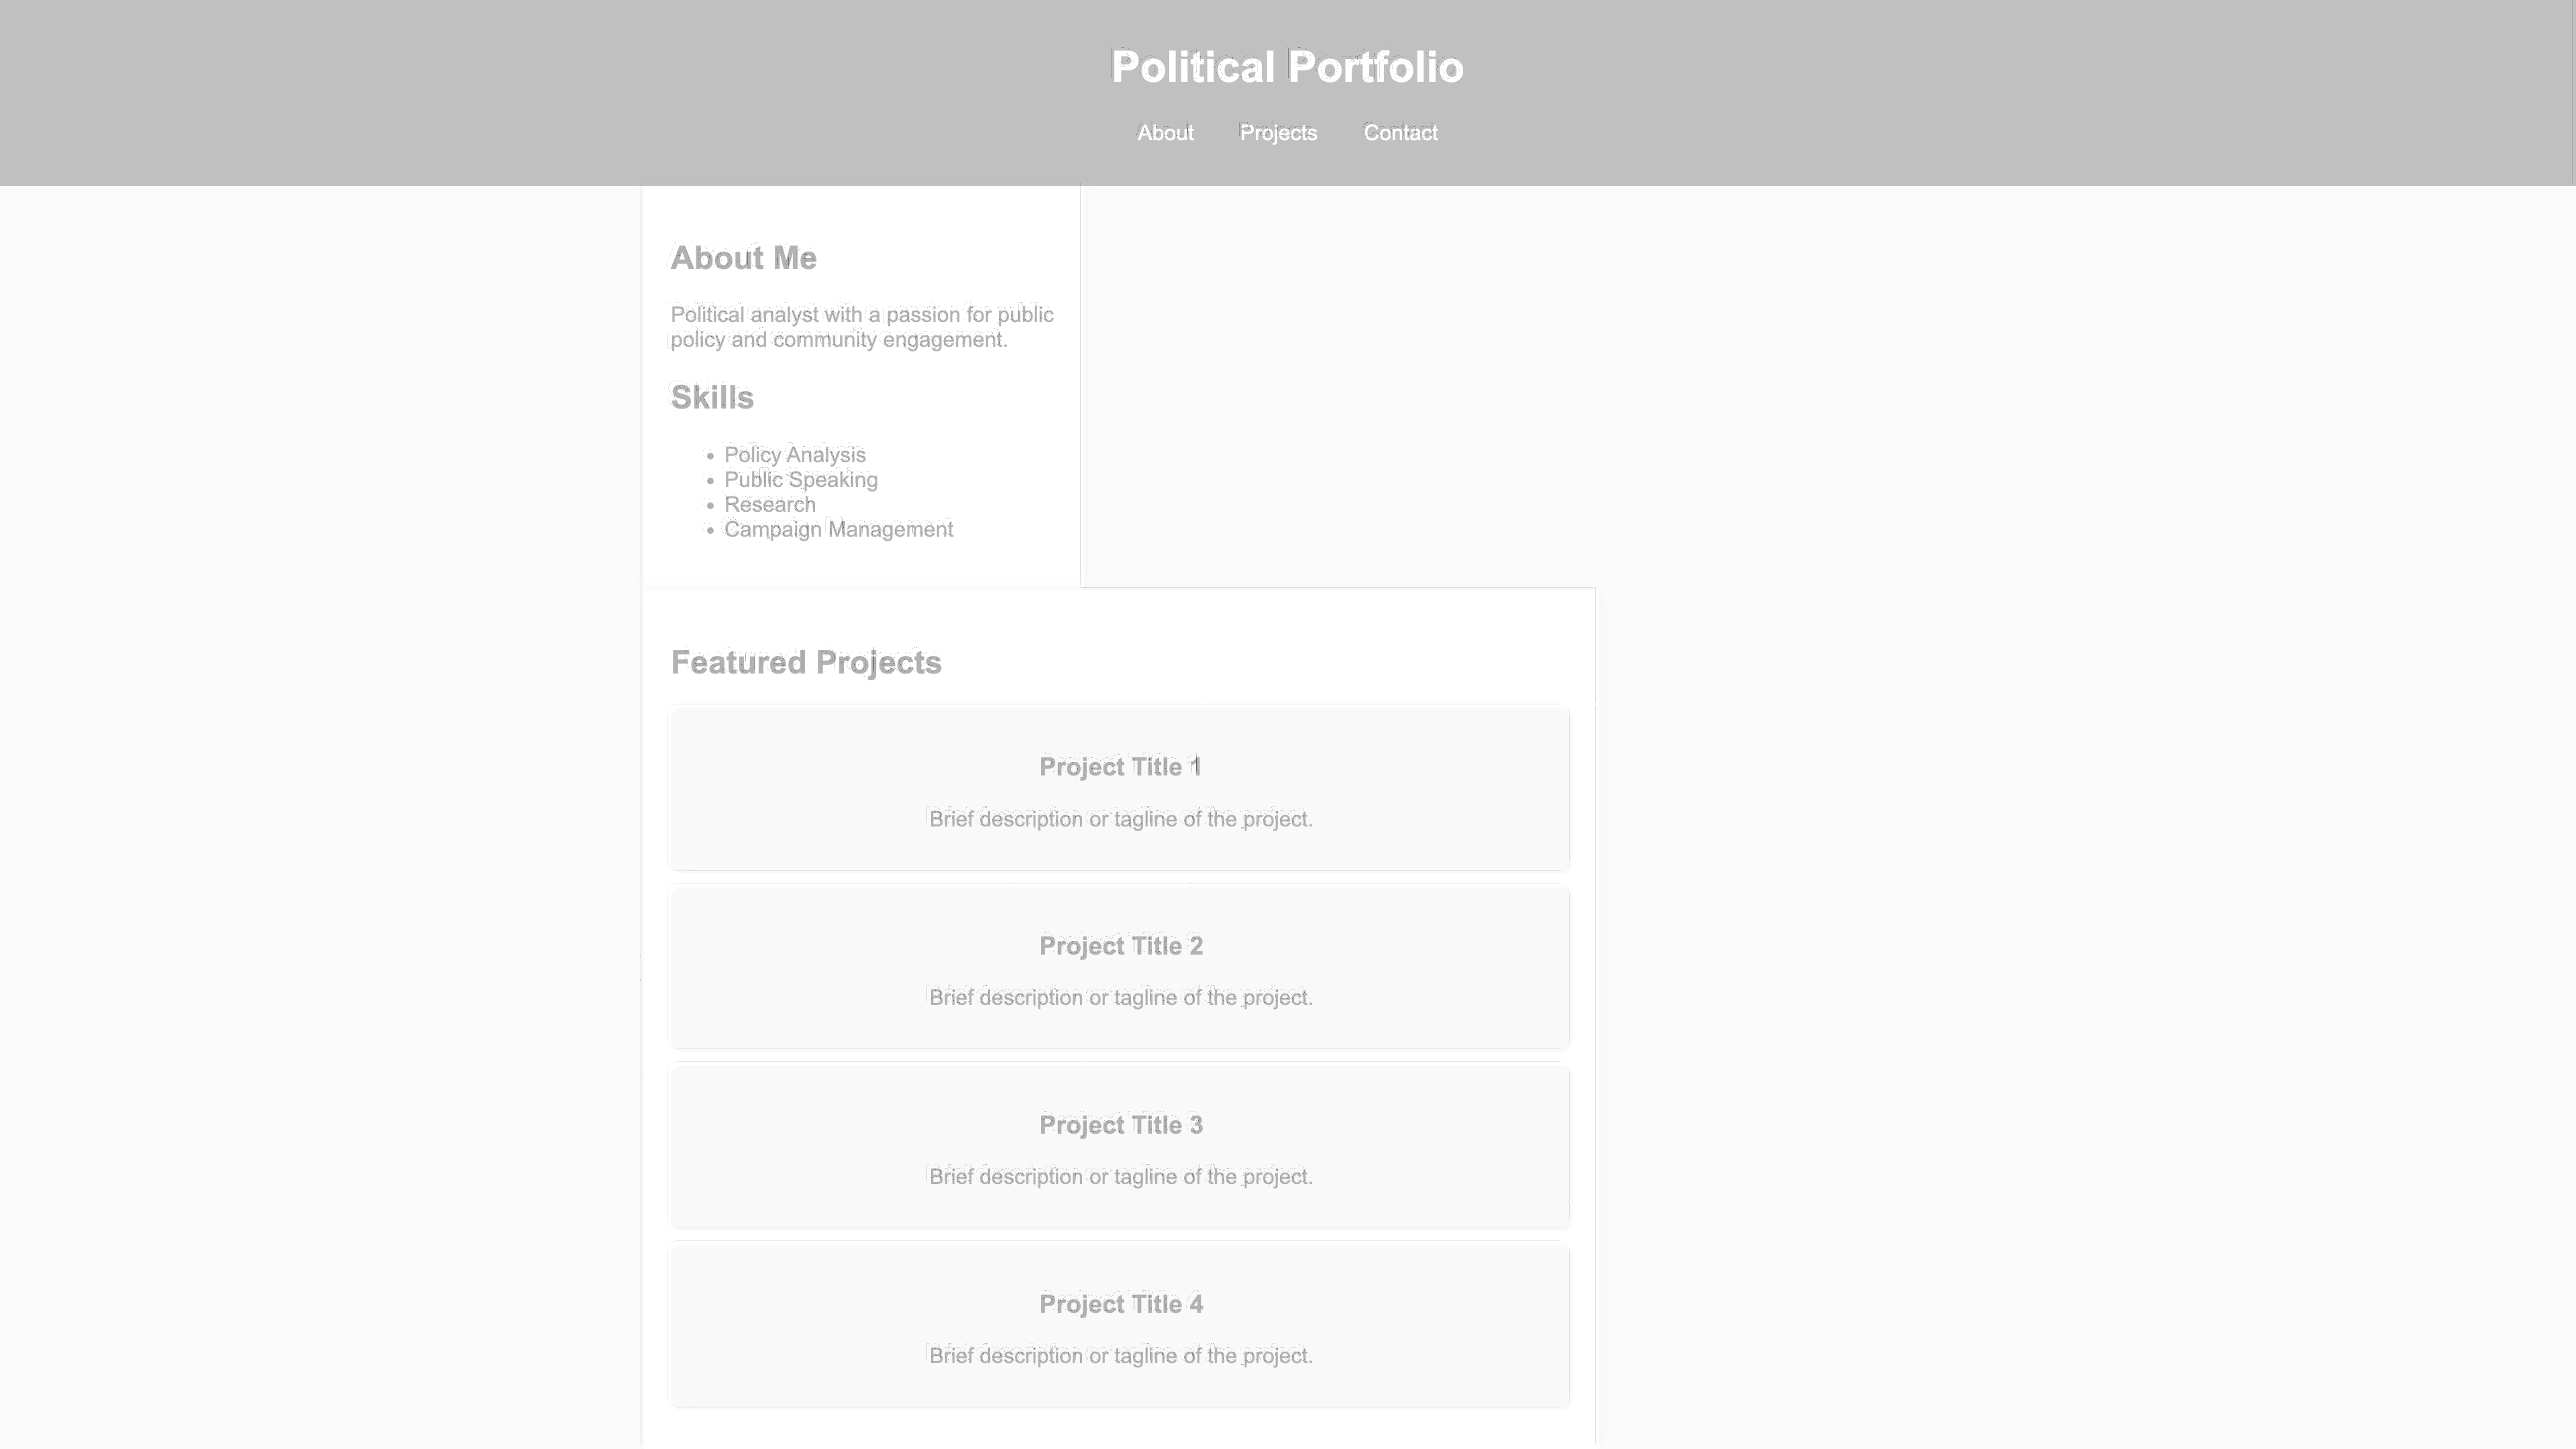 Political Portfolio
About Projects Contact
About Me
Political analyst with a passion for public
policy and community engagement.
Skills
• Policy Analysis
• Public Speaking
• Research
• Campaign Management
Featured Projects
Project Title 1
Brief description or tagline of the project.
Project Title 2
Brief description or tagline of the project.
Project Title 3
Brief description or tagline of the project.
Project Title 4
Brief description or tagline of the project.